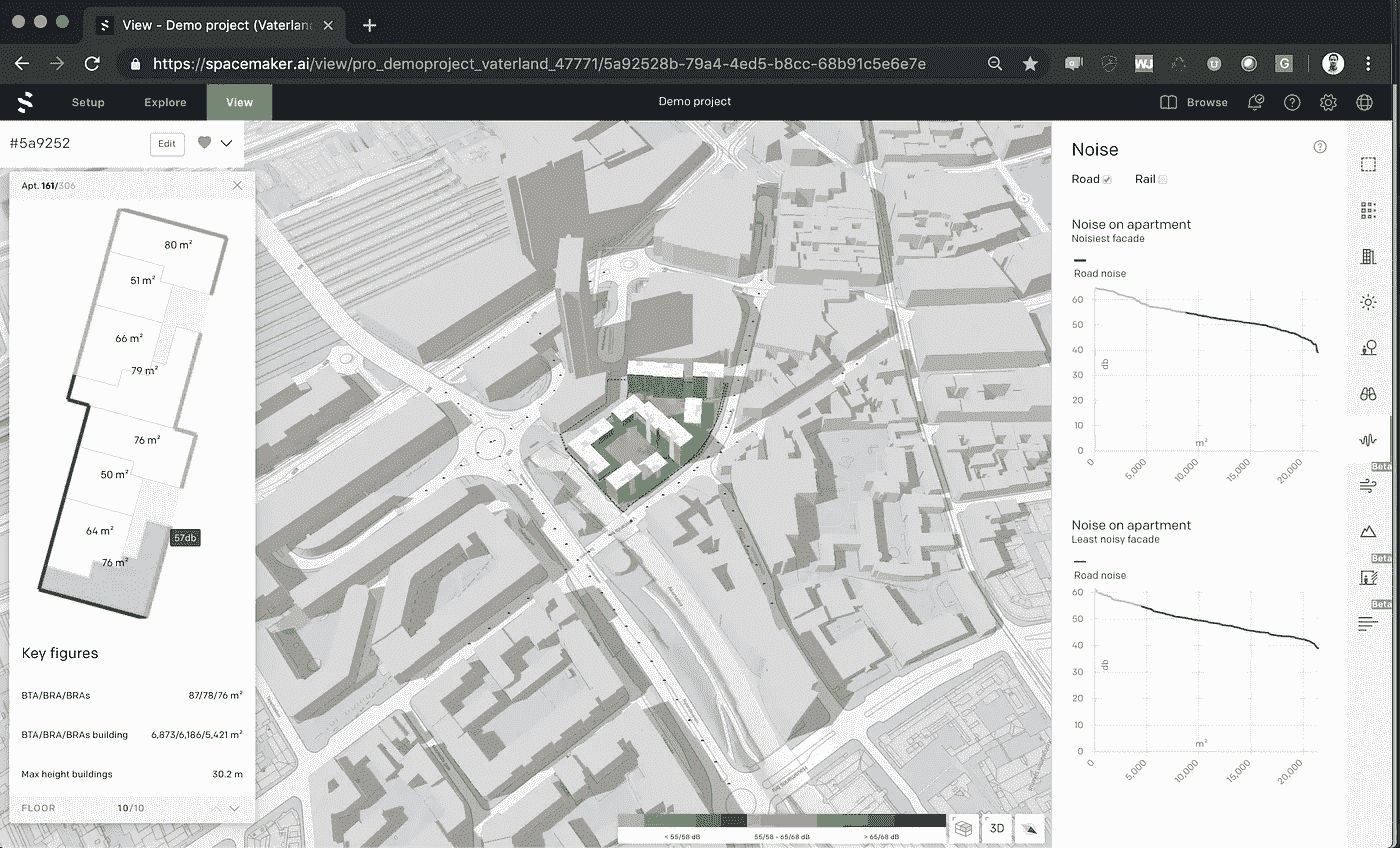 View - Demo project (Vaterlan
https://spacemaker.ai/view/pro_demoproject_vaterland_47771/5a92528b-79a4-4ed5-b8cc-68b91c5e6e7e
WJ
U
G
Setup
Explore
View
Demo project
Browse
#5a9252
Edit
Apt. 161/306
80 m²
51 m²
66 m²
79 m²
76 m²
50 m²
64 m²
57db
76 m²
Key figures
BTA/BRA/BRAs 87/78/76 m²
BTA/BRA/BRAs building 6,873/6,186/5,421 m²
Max height buildings 30.2 m
FLOOR 10/10
< 55/68 dB
55/58 - 65/68 dB
> 65/68 dB
3D
Noise
Road
Rail
Noise on apartment
Noisiest facade
Road noise
60
50
40
30
20
10
0
db
m²
0
5,000
10,000
15,000
20,000
Noise on apartment
Least noisy facade
Road noise
60
50
40
30
20
10
0
db
m²
0
5,000
10,000
15,000
20,000
Beta
Beta
Beta